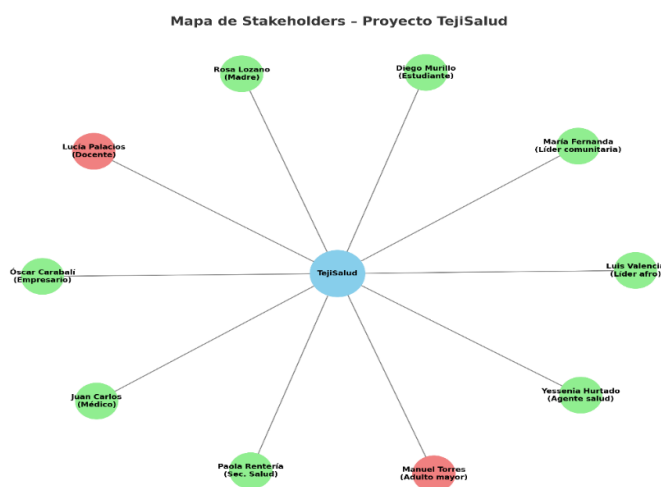 Mapa de Stakeholders – Proyecto TejiSalud
Rosa Lozano
(Madre)
Diego Murillo
(Estudiante)
Lucía Palacios
(Docente)
María Fernanda
(Líder comunitaria)
Óscar Carabalí
(Empresario)
TejiSalud
Luis Valencia
(Líder afro)
Juan Carlos
(Médico)
Yessenia Hurtado
(Agente salud)
Paola Rentería
(Sec. Salud)
Manuel Torres
(Adulto mayor)